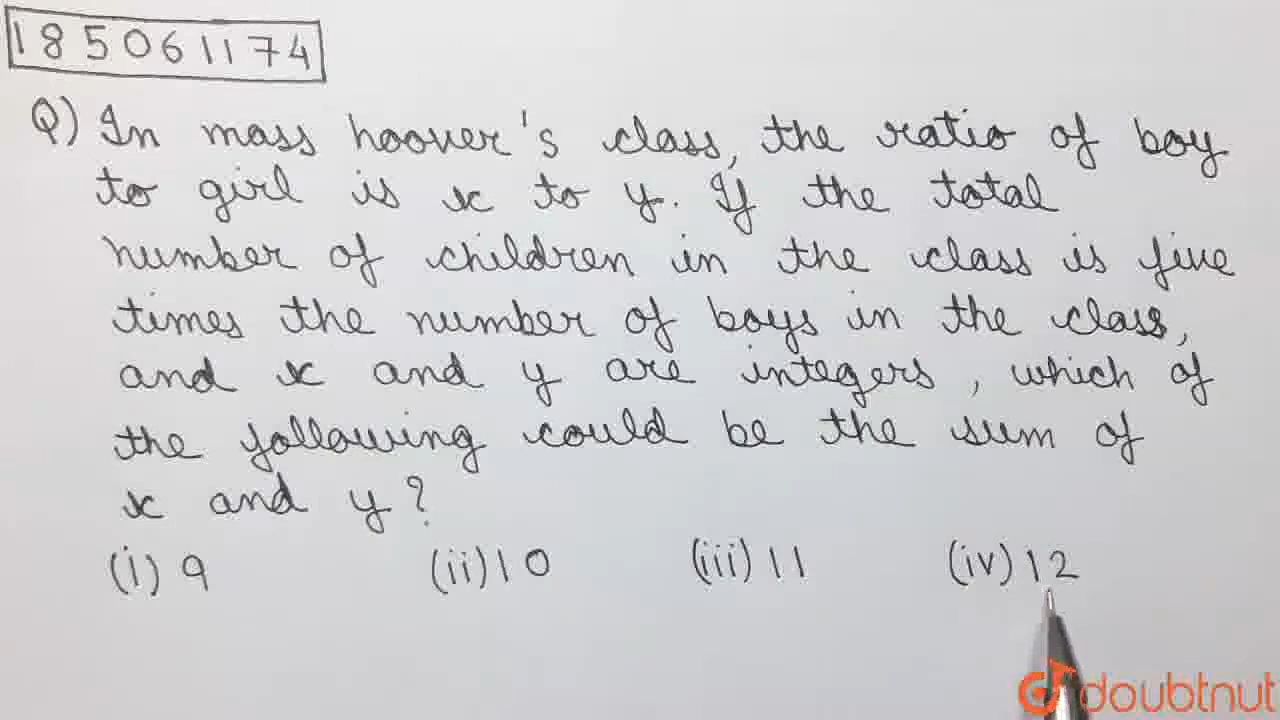 185061174
Q) In mass hoover's class, the ratio of boy
to girl is x to y. If the total
number of children in the class is five
times the number of boys in the class,
and x and y are integers, which of
the following could be the sum of
x and y?
(i) 9 (ii) 10 (iii) 11 (iv) 12
doubtnut